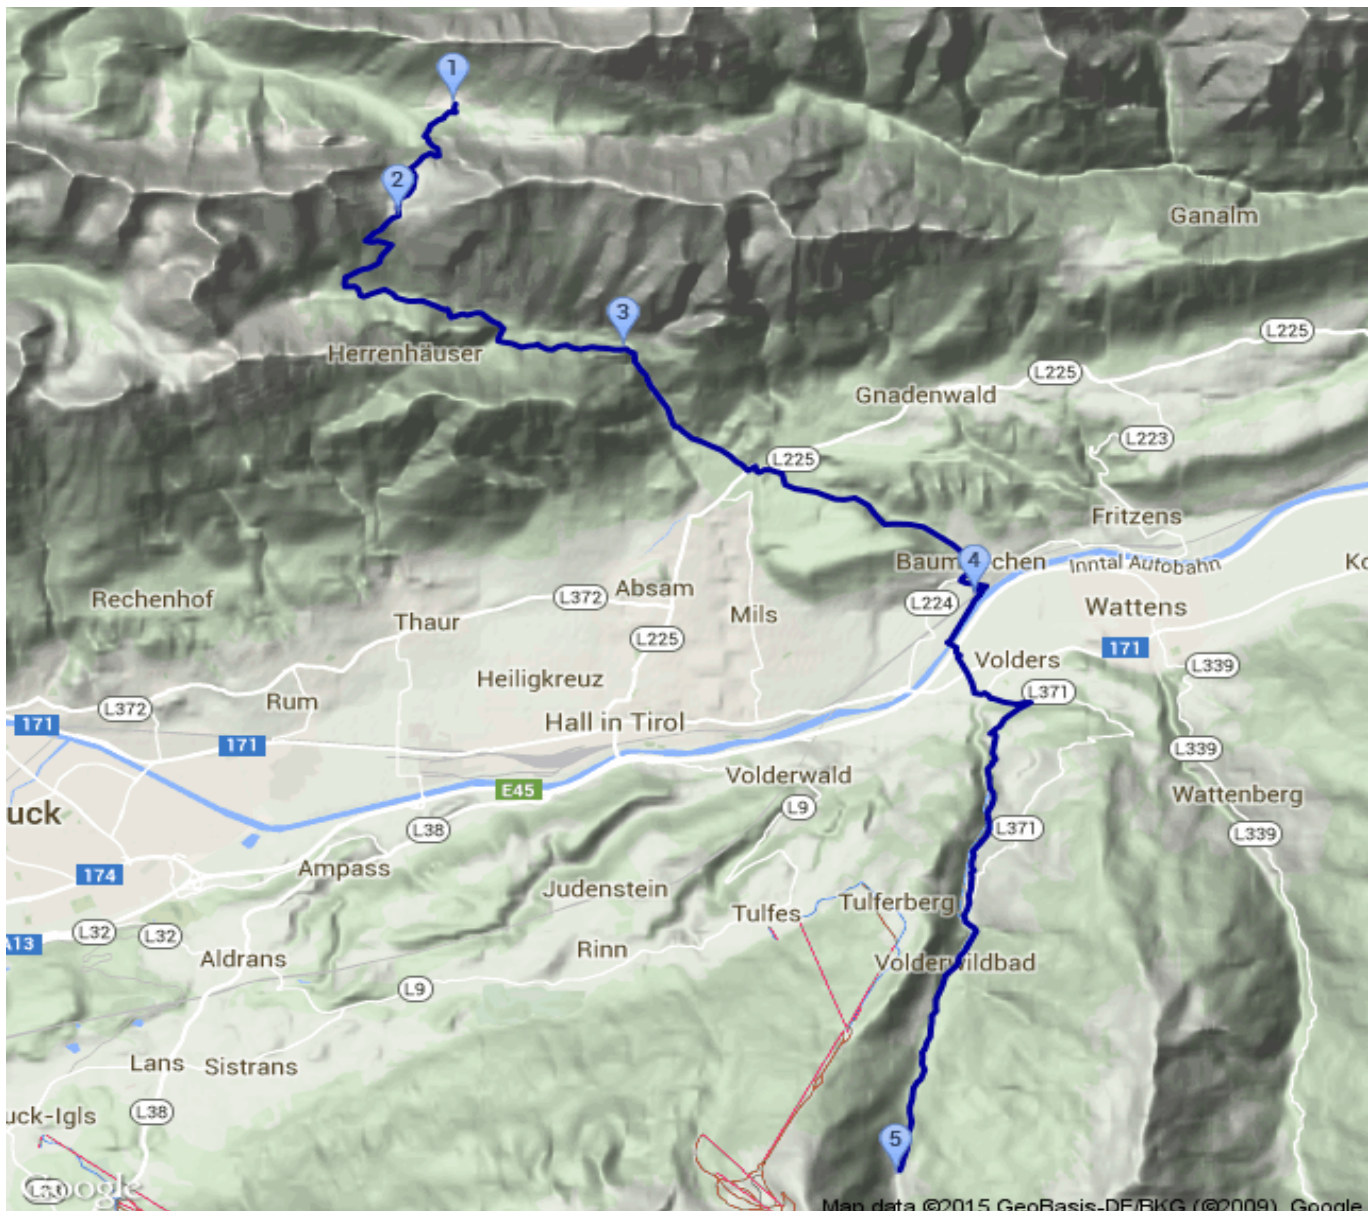 1
2
Ganalm
3
L225
Herrenhäuser
L225
Gnadenwald
L223
L225
Fritzens
4
Inntal Autobahn
Absam
L372
Rechenhof
L224
Wattens
Mils
Thaur
L225
171
Volders
L339
Heiligkreuz
L371
Rum
L372
Hall in Tirol
171
171
L339
Volderwald
E45
Wattenberg
L9
uck
L38
L371
L339
Ampass
174
Judenstein
Tulferberg
Tulfes
L32
L32
A13
Rinn
Aldrans
Volderwildbad
L9
Lans
Sistrans
L38
uck-Igls
5
Google
Map data ©2015 GeoBasis-DE/BKG (©2009), Google